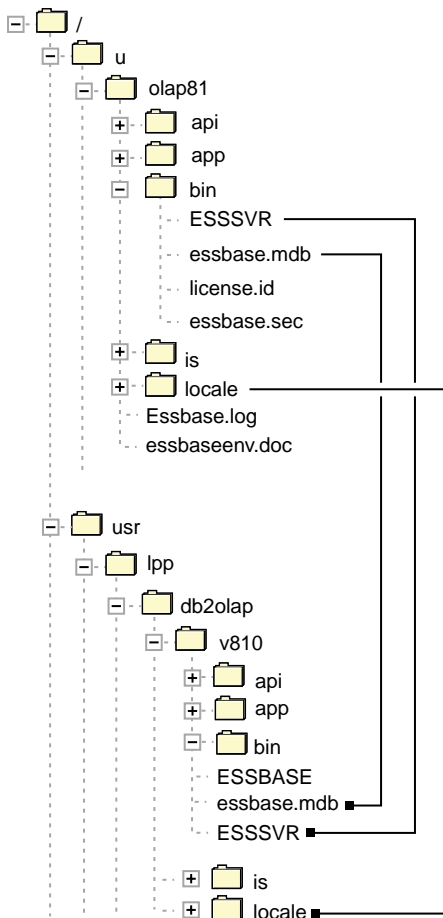 /
u
olap81
api
app
bin
ESSSVR
essbase.mdb
license.id
essbase.sec
is
locale
Essbase.log
essbaseenv.doc
usr
lpp
db2olap
v810
api
app
bin
ESSBASE
essbase.mdb
ESSSVR
is
locale